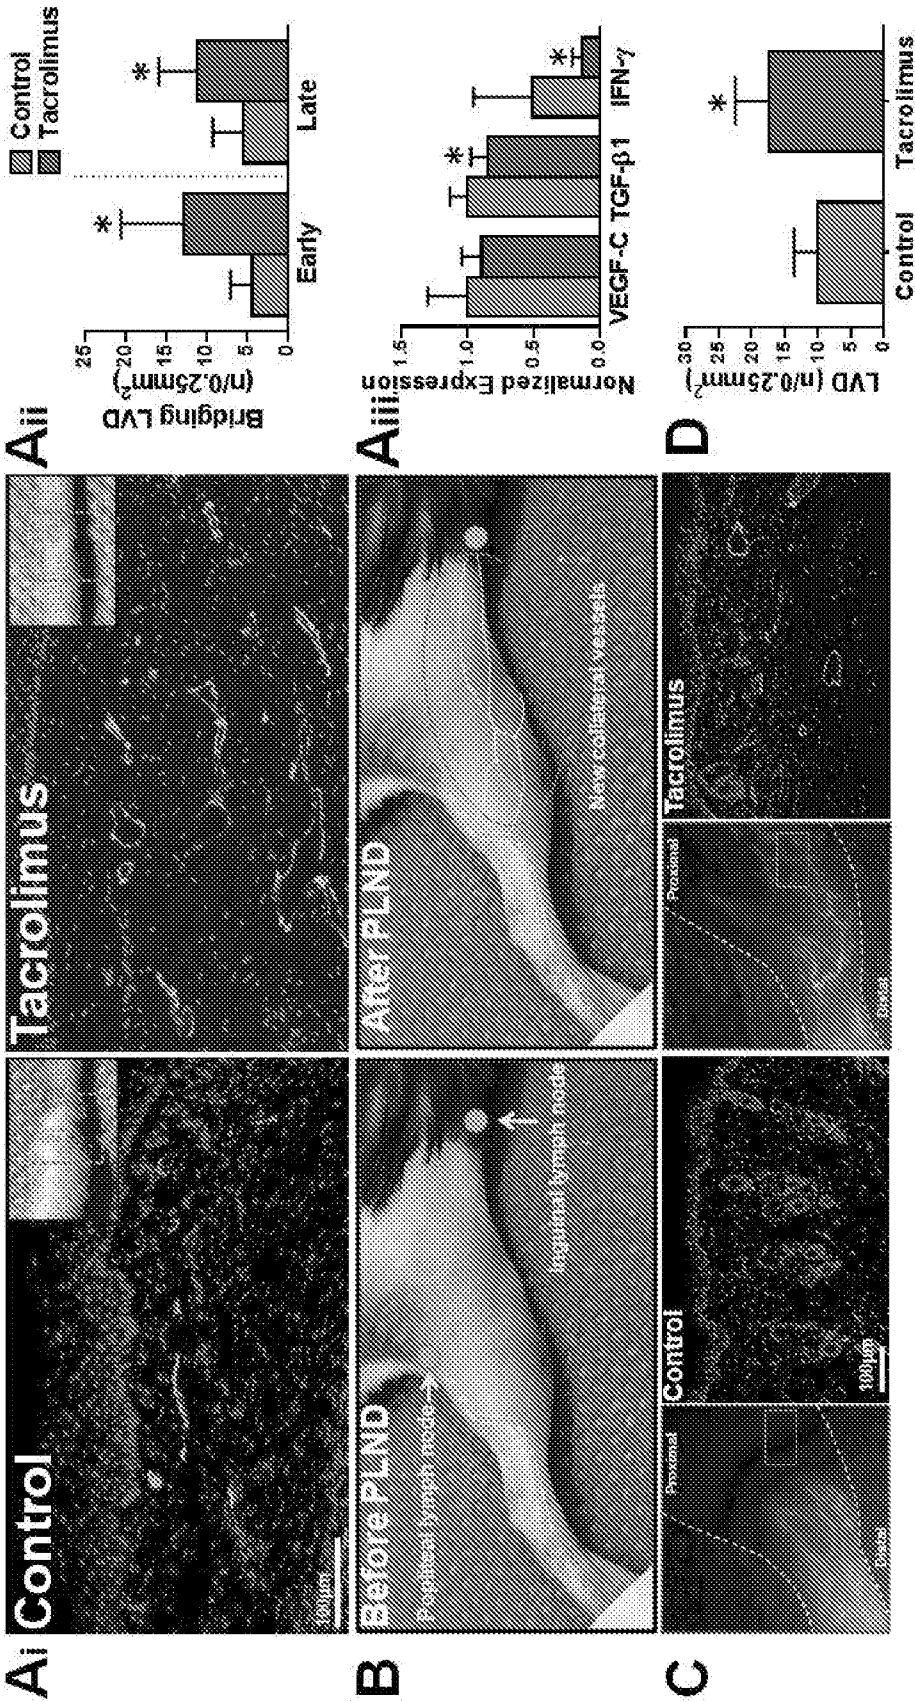 Ai
Control
100μm
Tacrolimus
Aii
Bridging LVD
(n/0.25mm²)
25
20
15
10
5
0
*
*
Early
Late
Control
Tacrolimus
B
Before PLND
Popliteal lymph node
Inguinal lymph node
After PLND
New collateral vessels
Aiii
Normalized Expression
1.5
1.0
0.5
0.0
*
*
VEGF-C TGF-β1 IFN-γ
C
Proximal
Distal
Control
100μm
Proximal
Distal
Tacrolimus
D
LVD (n/0.25mm²)
30
25
20
15
10
5
0
*
Control
Tacrolimus